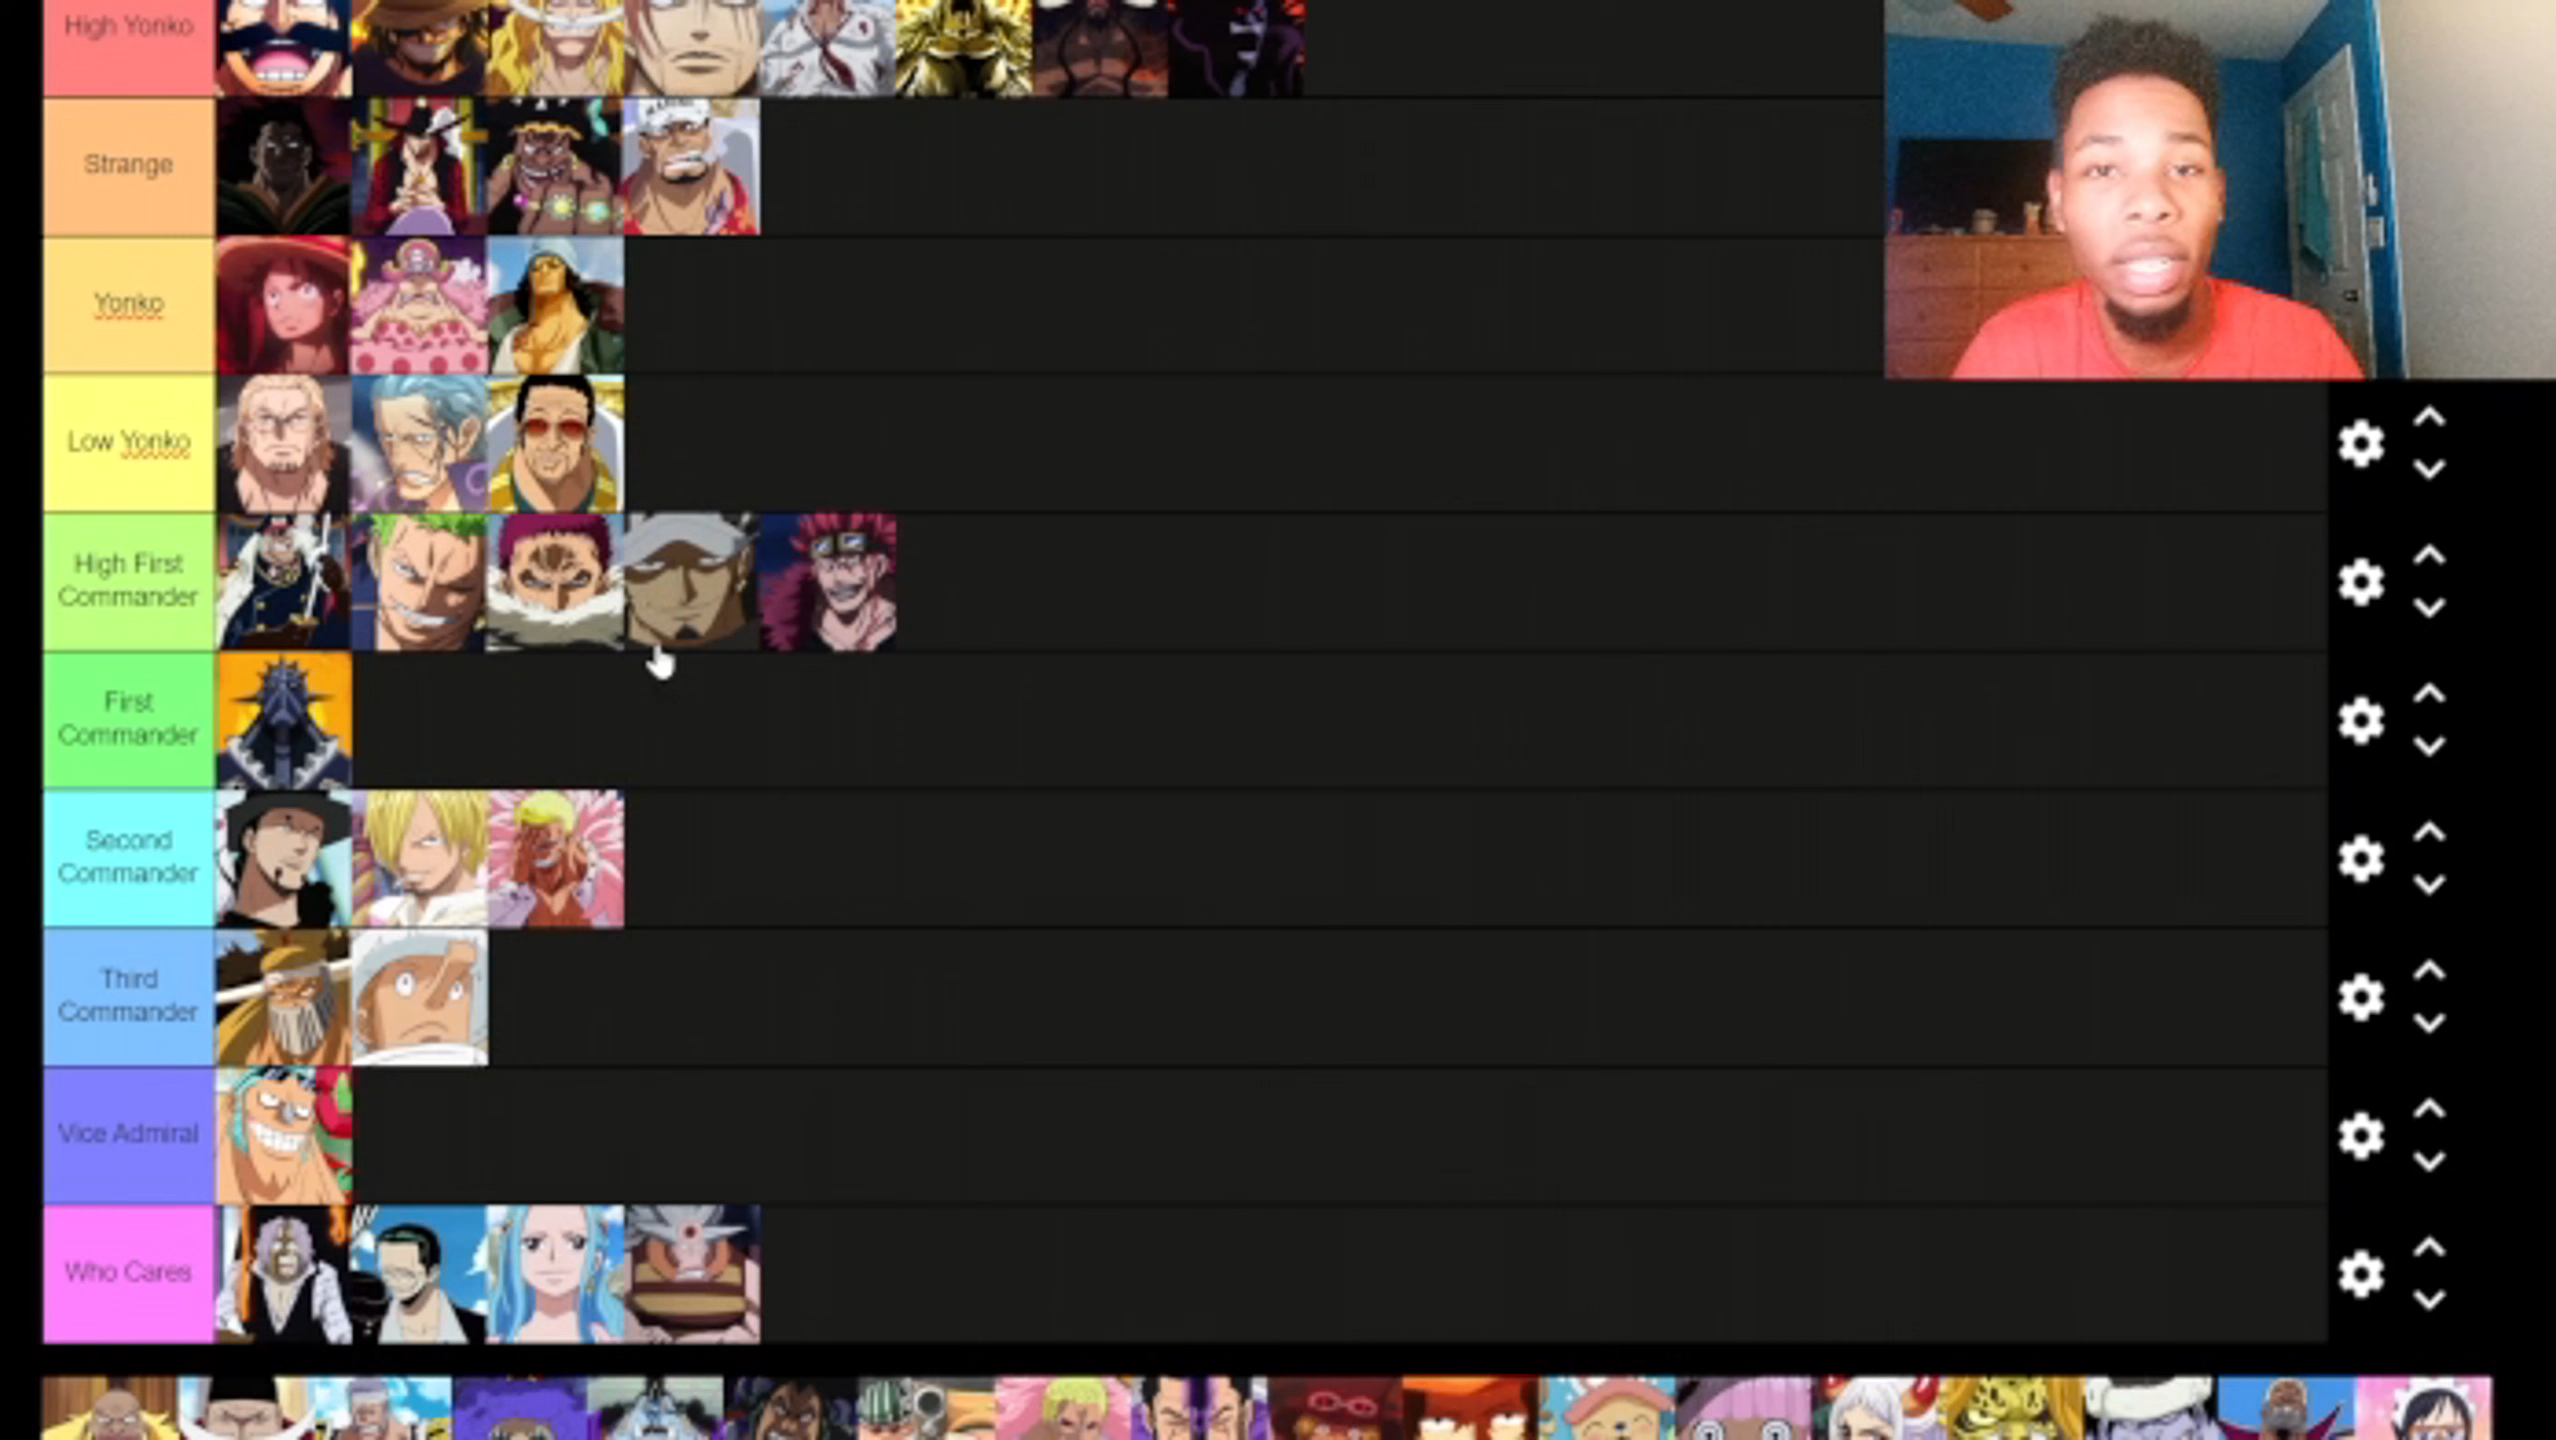 High Yonko
Strange
Yonko
Low Yonko
High First
Commander
First
Commander
Second
Commander
Third
Commander
Vice Admiral
Who Cares